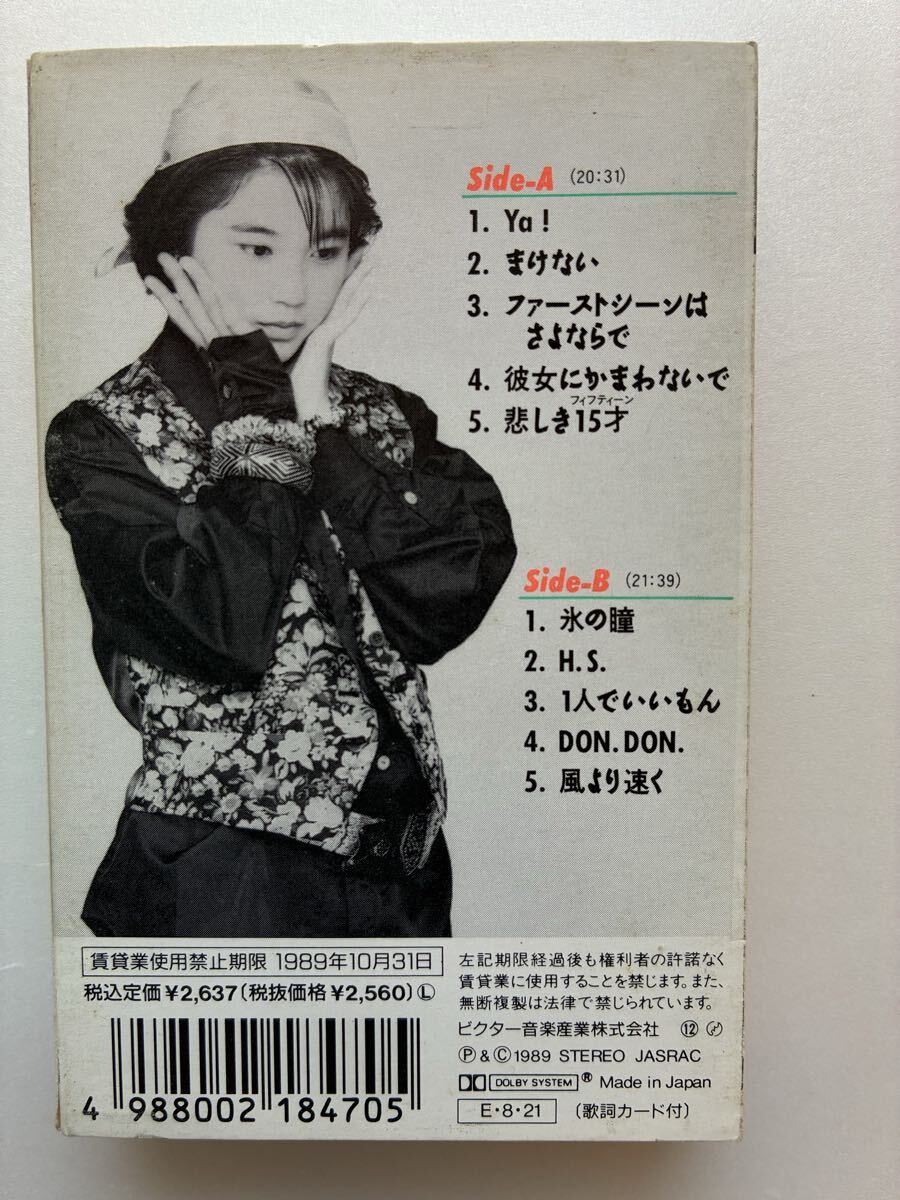 Side-A (20:31)
1. Ya!
2. まけない
3. ファーストシーンは
さよならで
4. 彼女にかまわないで
フィフティーン
5. 悲しき15才
Side-B (21:39)
1. 氷の瞳
2. H.S.
3. 1人でいいもん
4. DON.DON.
5. 風より速く
賃貸業使用禁止期限 1989年10月31日
税込定価¥2,637〔税抜価格¥2,560〕Ⓛ
左記期限経過後も権利者の許諾なく
賃貸業に使用することを禁じます。また、
無断複製は法律で禁じられています。
ビクター音楽産業株式会社 ⑫
Ⓟ&Ⓒ1989 STEREO JASRAC
DOLBY SYSTEM ® Made in Japan
E・8・21 〔歌詞カード付〕
4 988002 184705